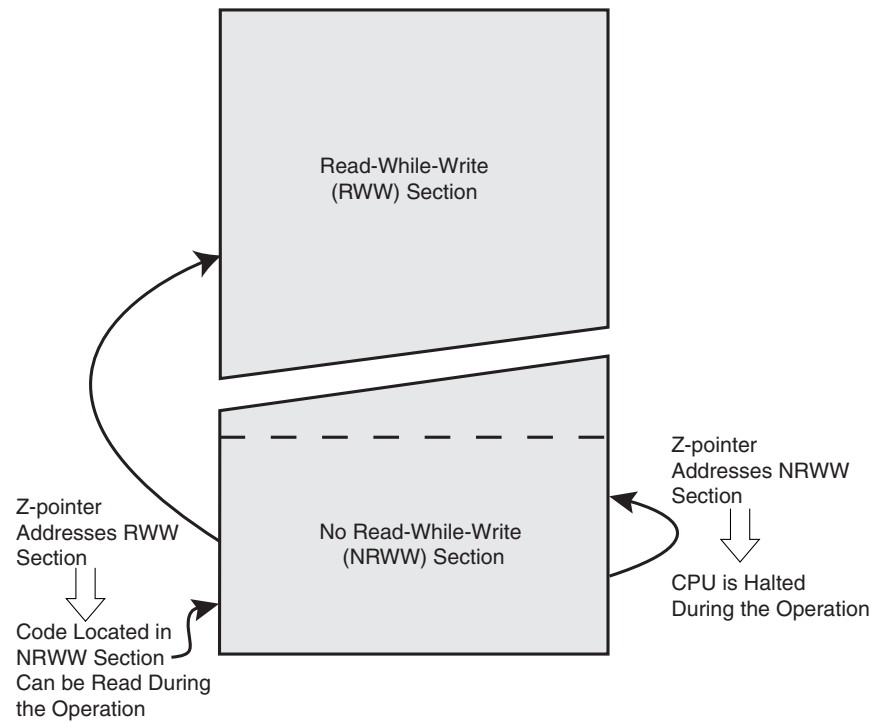 Read-While-Write
(RWW) Section
No Read-While-Write
(NRWW) Section
Z-pointer
Addresses RWW
Section
Code Located in
NRWW Section
Can be Read During
the Operation
Z-pointer
Addresses NRWW
Section
CPU is Halted
During the Operation